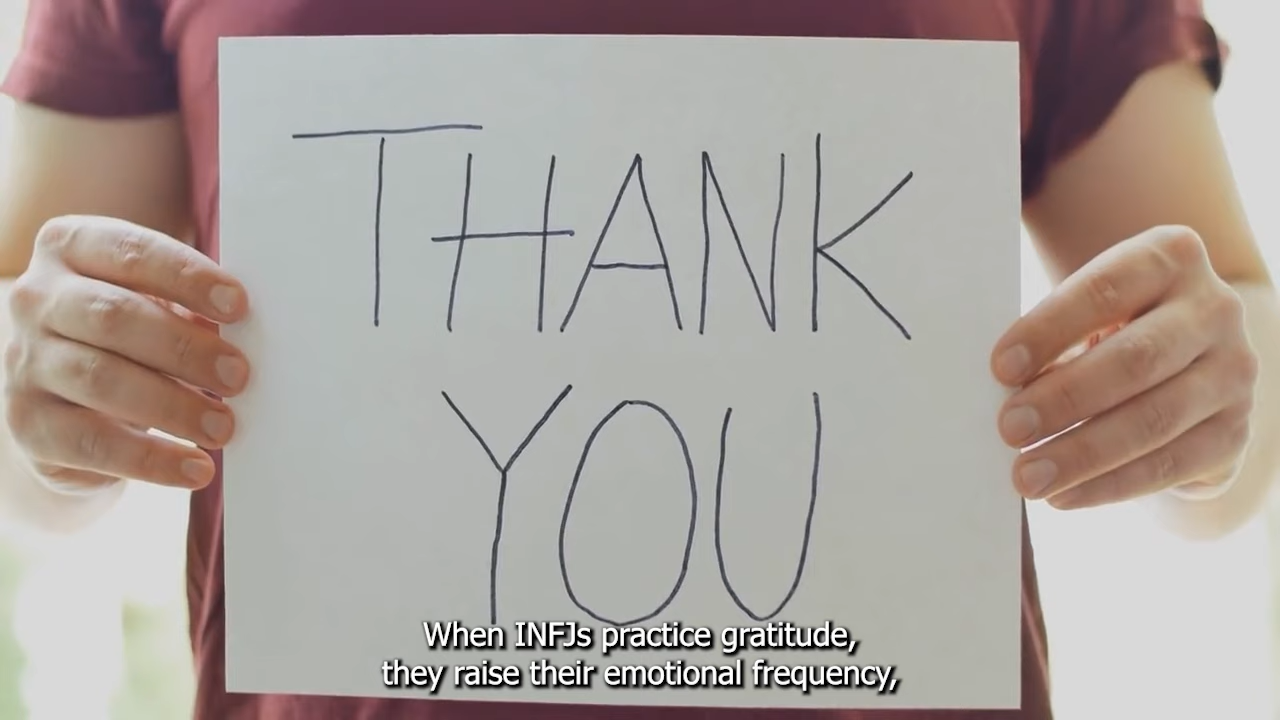 THANK
YOU
When INFJs practice gratitude,
they raise their emotional frequency,